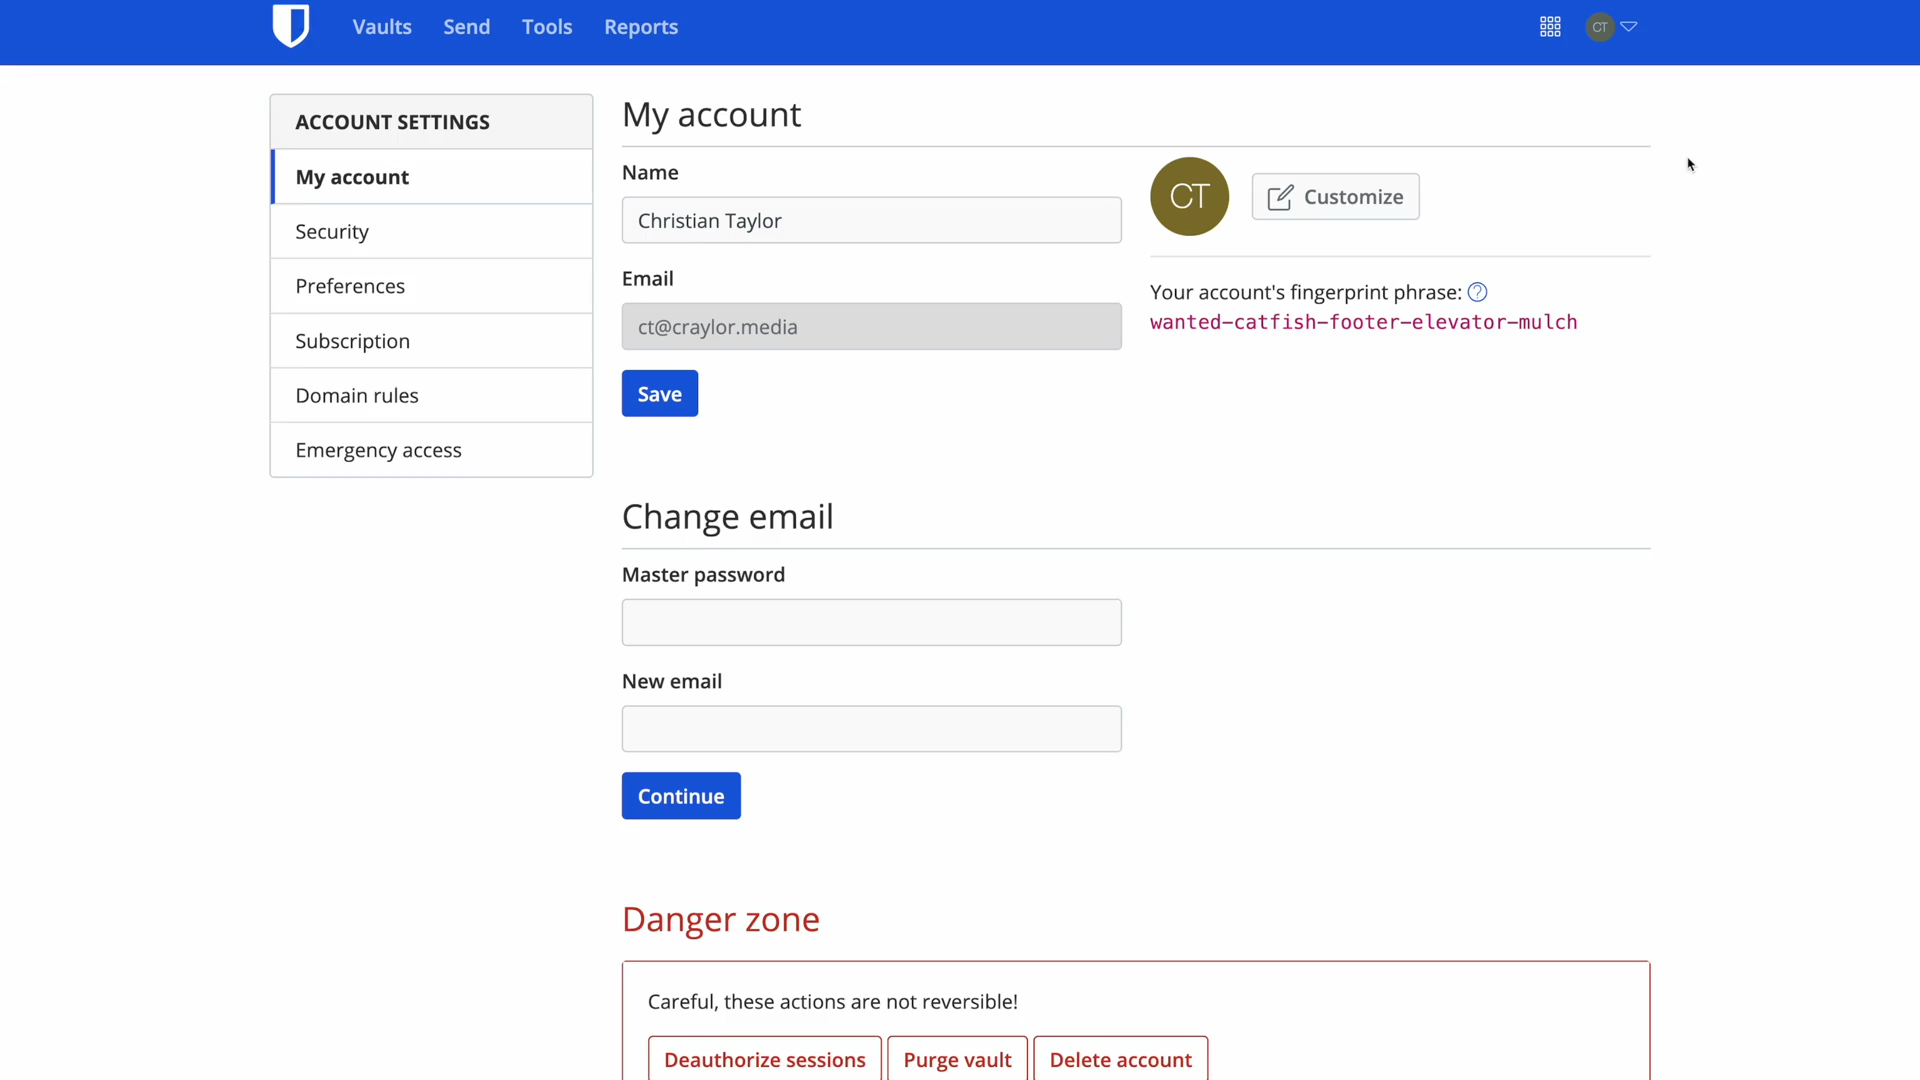 Vaults Send Tools Reports
CT
ACCOUNT SETTINGS
My account
Security
Preferences
Subscription
Domain rules
Emergency access
My account
Name
Christian Taylor
Email
ct@craylor.media
Save
CT
Customize
Your account's fingerprint phrase: ?
wanted-catfish-footer-elevator-mulch
Change email
Master password
New email
Continue
Danger zone
Careful, these actions are not reversible!
Deauthorize sessions Purge vault Delete account